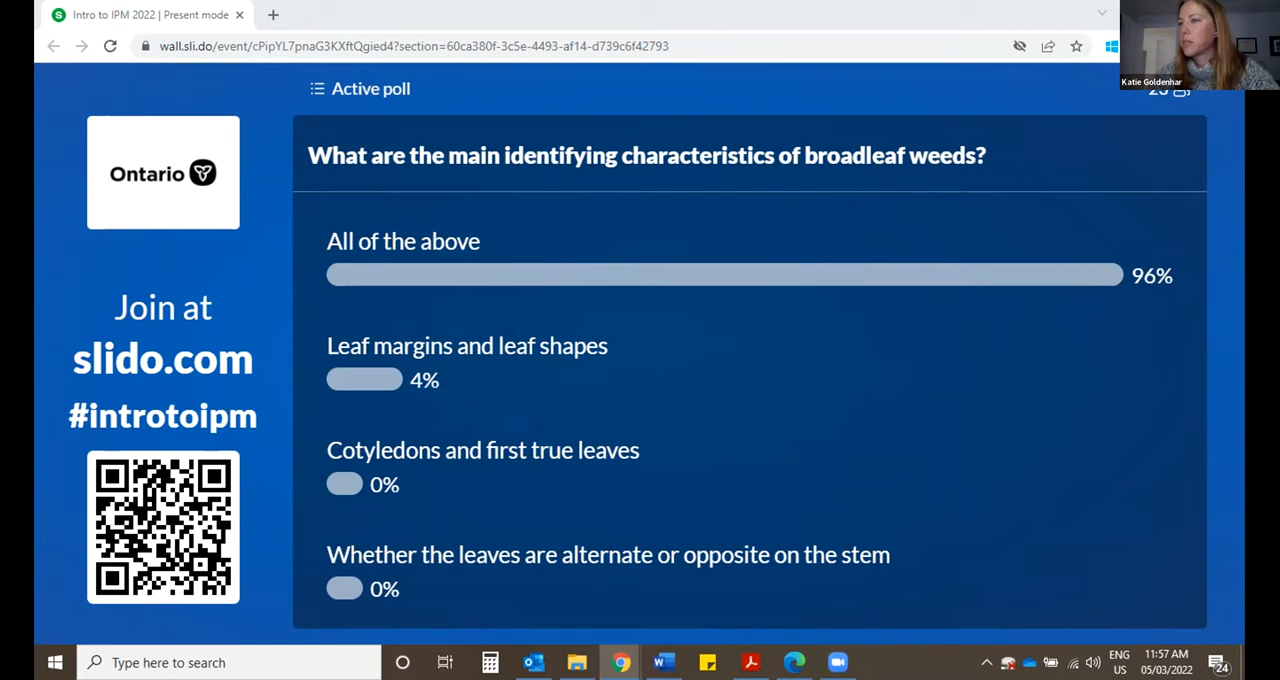 Intro to IPM 2022 | Present mode
wall.sli.do/event/cPipYL7pnaG3KXftQgied4?section=60ca380f-3c5e-4493-af14-d739c6f42793
Katie Goldenhar
Active poll
23
Ontario
What are the main identifying characteristics of broadleaf weeds?
All of the above
96%
Leaf margins and leaf shapes
4%
Cotyledons and first true leaves
0%
Whether the leaves are alternate or opposite on the stem
0%
Join at
slido.com
#introtoipm
Type here to search
ENG
US
11:57 AM
05/03/2022
24